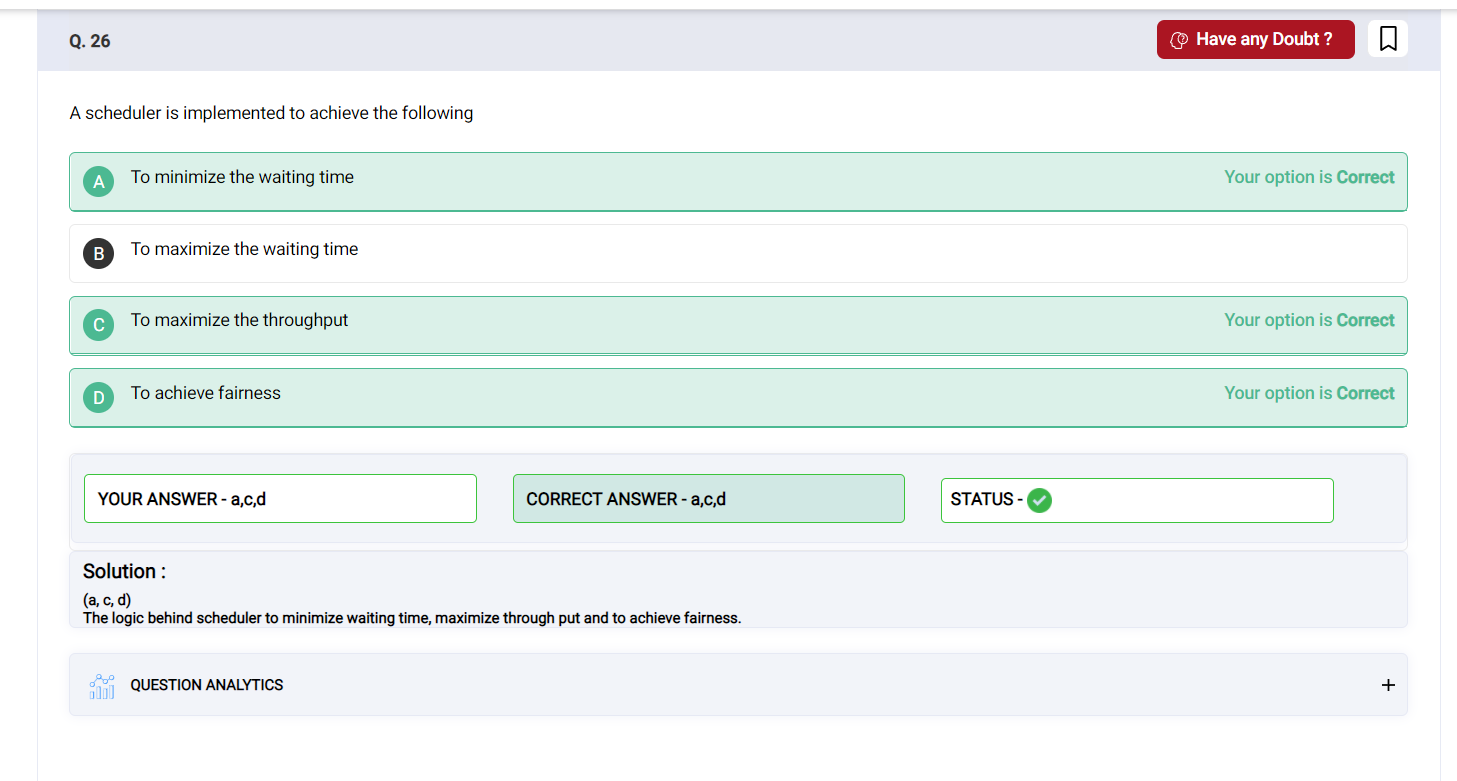 Q. 26
Have any Doubt ?
A scheduler is implemented to achieve the following
A To minimize the waiting time Your option is Correct
B To maximize the waiting time
C To maximize the throughput Your option is Correct
D To achieve fairness Your option is Correct
YOUR ANSWER - a,c,d
CORRECT ANSWER - a,c,d
STATUS -
Solution :
(a, c, d)
The logic behind scheduler to minimize waiting time, maximize through put and to achieve fairness.
QUESTION ANALYTICS
+